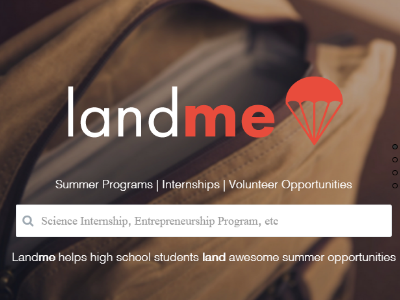 landme
Summer Programs | Internships | Volunteer Opportunities
Science Internship, Entrepreneurship Program, etc
Landme helps high school students land awesome summer opportunities